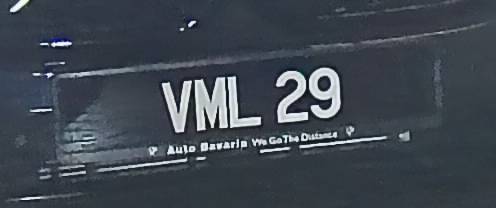 VML 29
Auto Bavaria We Go The Distance